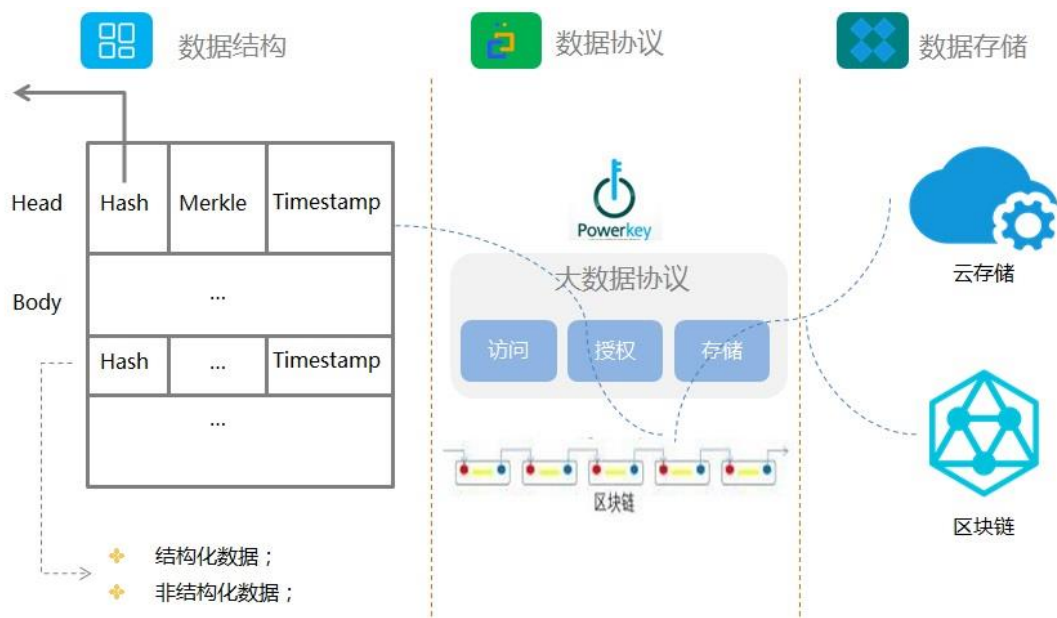 数据结构
数据协议
数据存储
Head
Hash
Merkle
Timestamp
Body
...
Hash
...
Timestamp
...
结构化数据；
非结构化数据；
Powerkey
大数据协议
访问
授权
存储
区块链
云存储
区块链